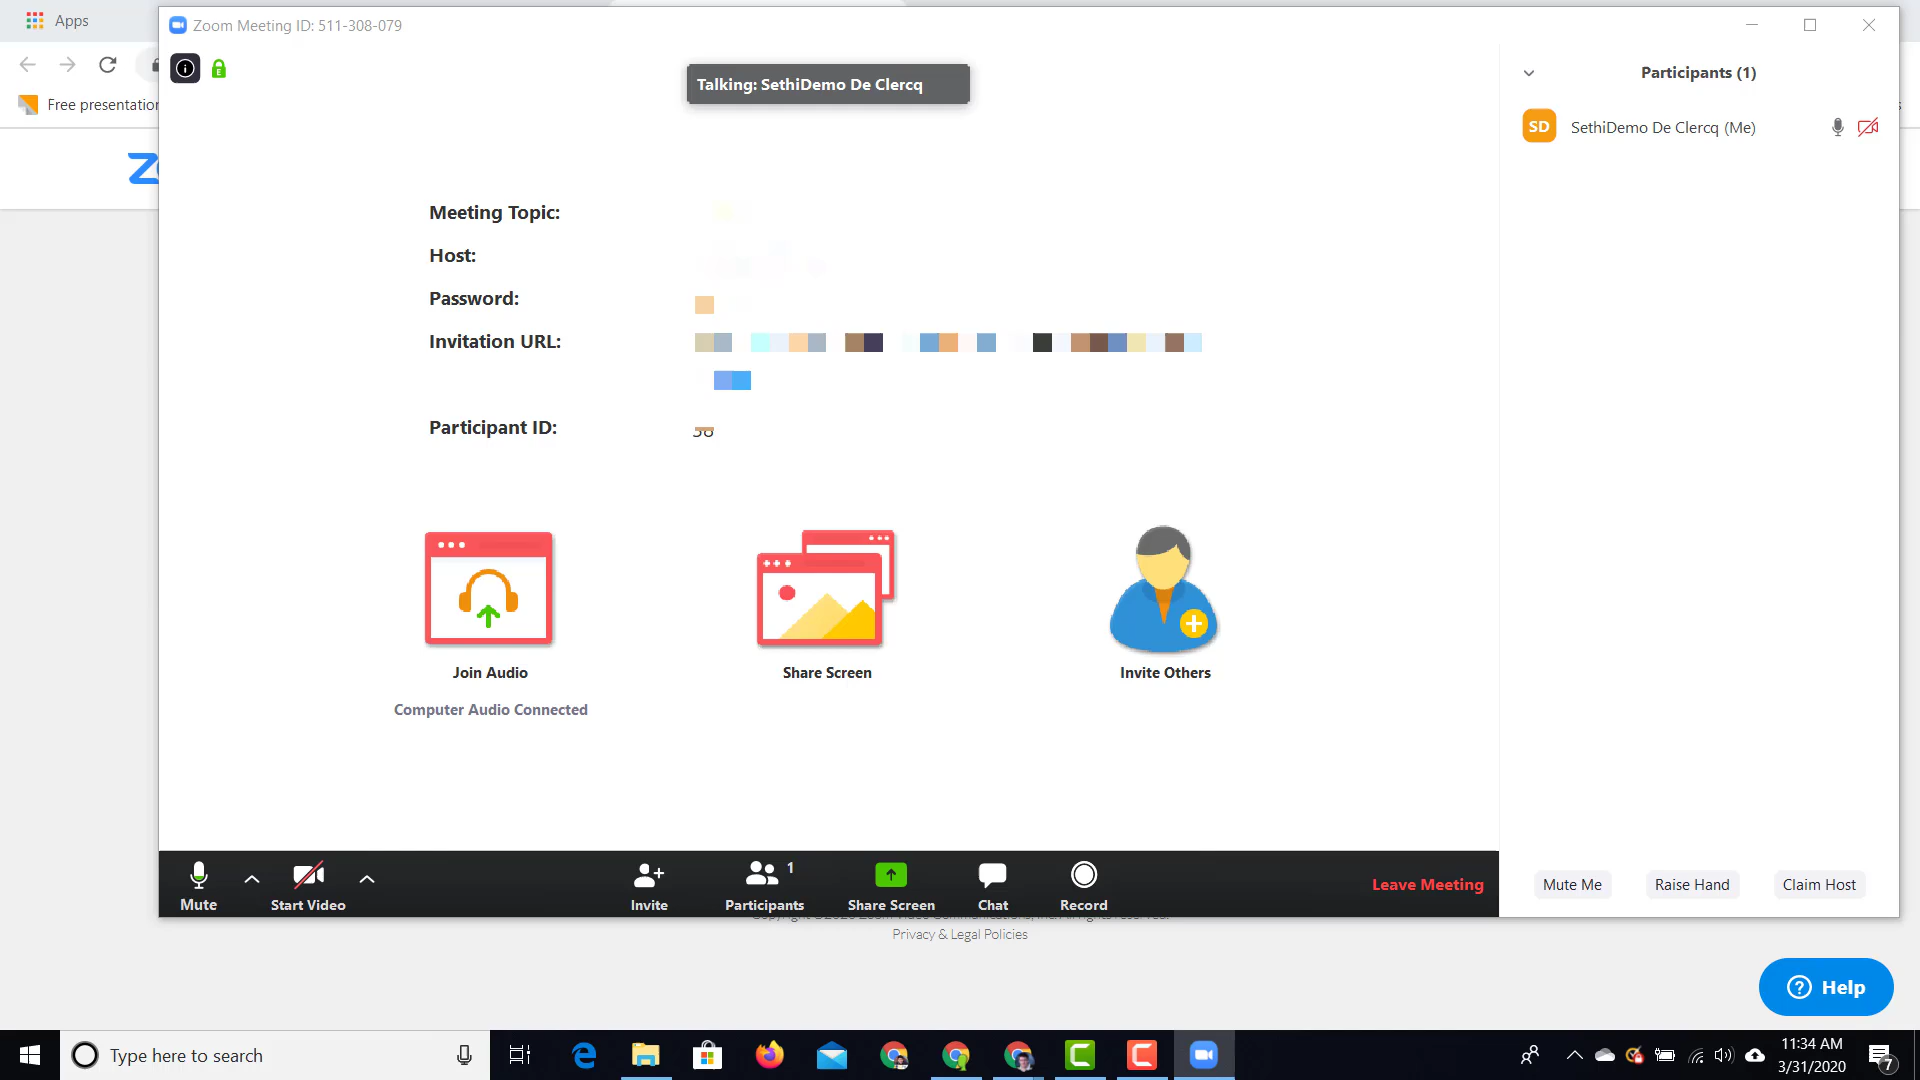 Apps
Zoom Meeting ID: 511-308-079
Talking: SethiDemo De Clercq
Participants (1)
Free presentation
SD
SethiDemo De Clercq (Me)
Meeting Topic:
Host:
Password:
Invitation URL:
Participant ID:
Join Audio
Share Screen
Invite Others
Computer Audio Connected
Mute
Start Video
Invite
1
Participants
Share Screen
Chat
Record
Leave Meeting
Mute Me
Raise Hand
Claim Host
Privacy & Legal Policies
Help
Type here to search
11:34 AM
3/31/2020
7